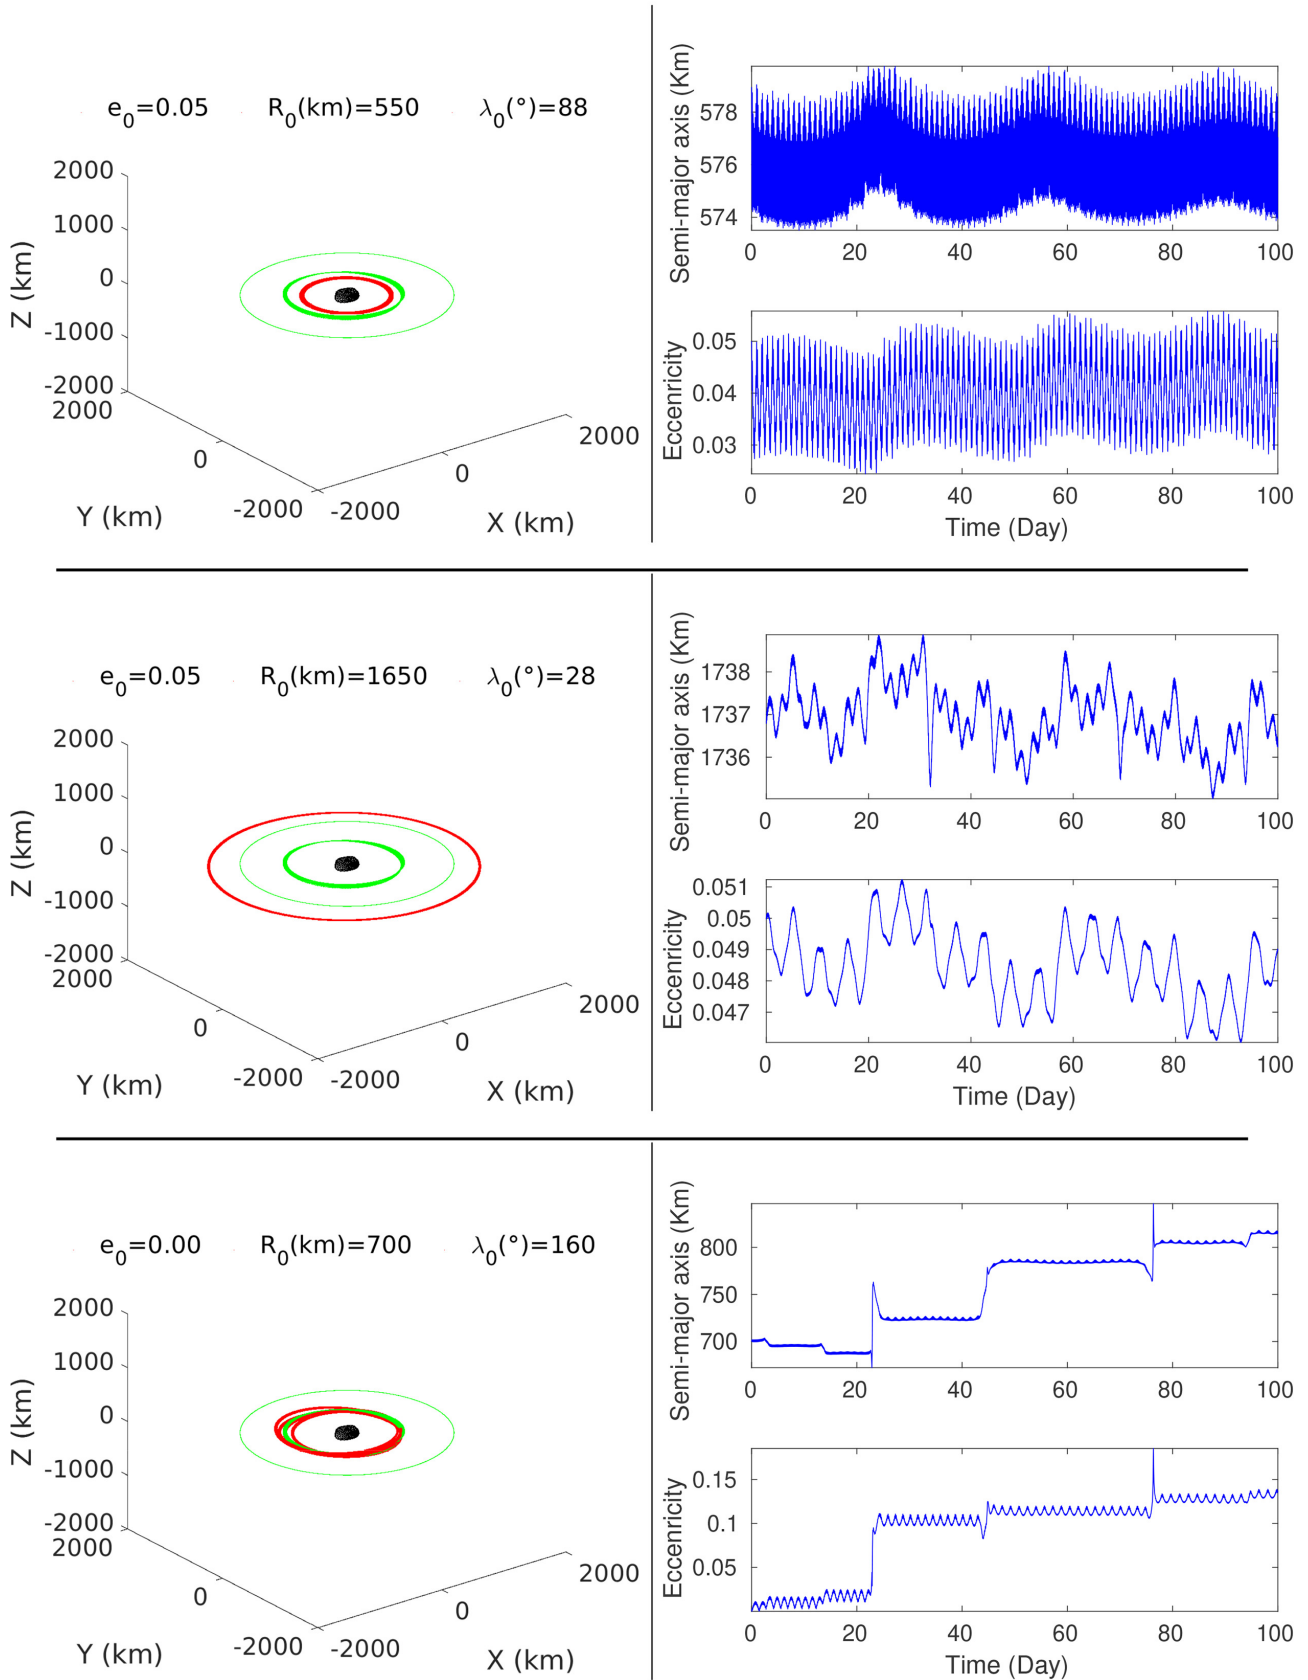 e0=0.05 R0(km)=550 λ0(°)=88
2000
1000
0
-1000
-2000
Z (km)
2000
0
-2000
Y (km)
-2000
0
2000
X (km)
Semi-major axis (Km)
578
576
574
0 20 40 60 80 100
Eccenricity
0.05
0.04
0.03
0 20 40 60 80 100
Time (Day)
e0=0.05 R0(km)=1650 λ0(°)=28
2000
1000
0
-1000
-2000
Z (km)
2000
0
-2000
Y (km)
-2000
0
2000
X (km)
Semi-major axis (Km)
1738
1737
1736
0 20 40 60 80 100
Eccenricity
0.051
0.05
0.049
0.048
0.047
0 20 40 60 80 100
Time (Day)
e0=0.00 R0(km)=700 λ0(°)=160
2000
1000
0
-1000
-2000
Z (km)
2000
0
-2000
Y (km)
-2000
0
2000
X (km)
Semi-major axis (Km)
800
750
700
0 20 40 60 80 100
Eccenricity
0.15
0.1
0.05
0 20 40 60 80 100
Time (Day)